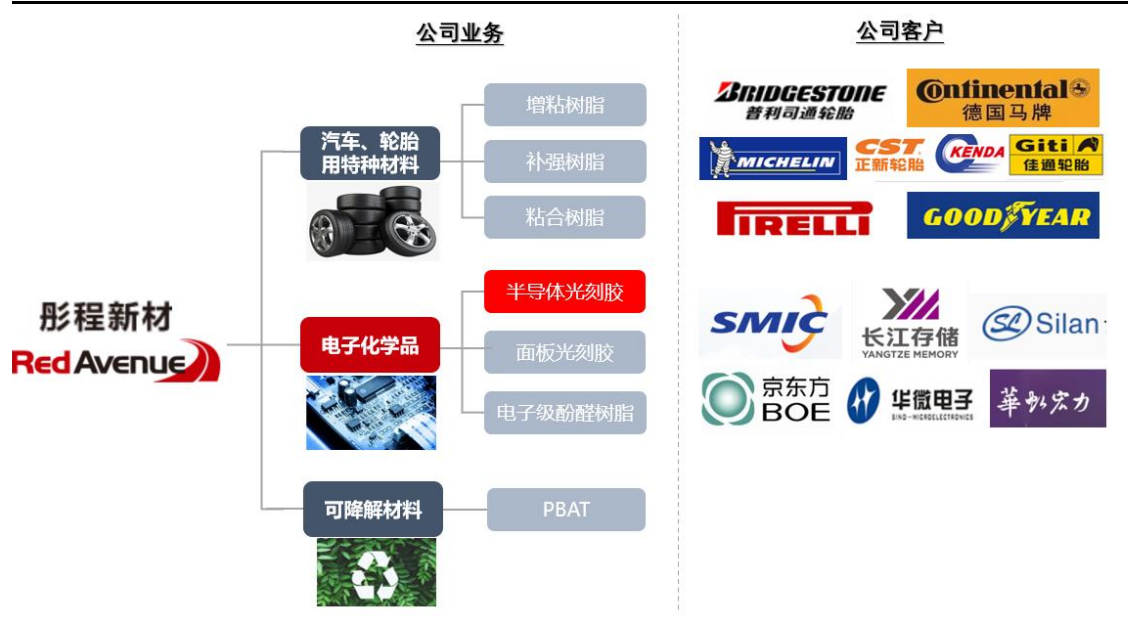 公司业务
公司客户
彤程新材
Red Avenue
汽车、轮胎
用特种材料
增粘树脂
补强树脂
粘合树脂
电子化学品
半导体光刻胶
面板光刻胶
电子级酚醛树脂
可降解材料
PBAT
BRIDGESTONE
普利司通轮胎
Continental
德国马牌
MICHELIN
CST
正新轮胎
KENDA
Giti
佳通轮胎
PIRELLI
GOODYEAR
SMIC
YM
长江存储
YANGTZE MEMORY
SL Silan
京东方
BOE
华微电子
SINO-MICROELECTRONICS
華虹宏力